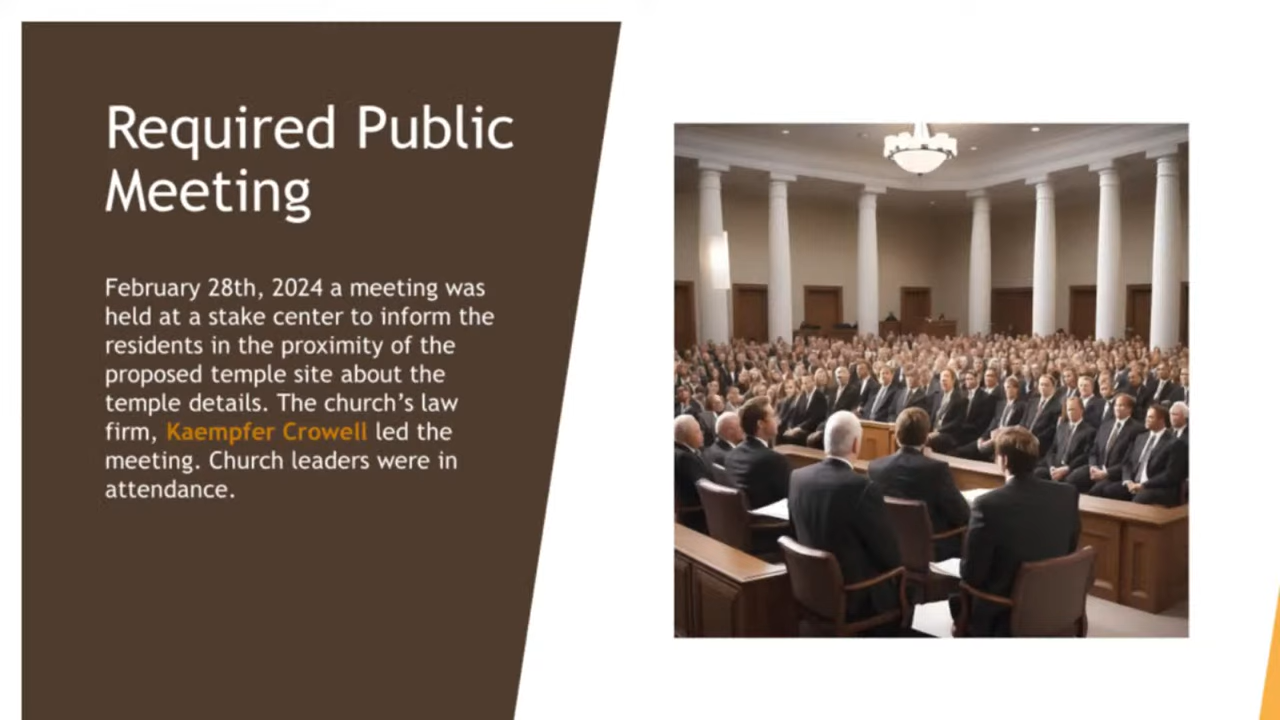 Required Public
Meeting
February 28th, 2024 a meeting was
held at a stake center to inform the
residents in the proximity of the
proposed temple site about the
temple details. The church’s law
firm, Kaempfer Crowell led the
meeting. Church leaders were in
attendance.